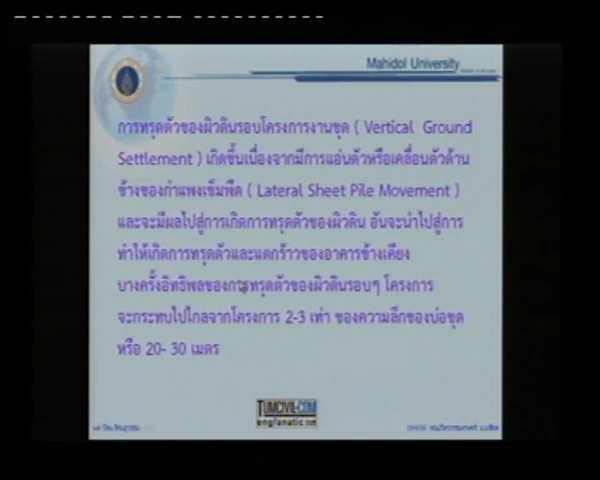 Mahidol University
การทรุดตัวของผิวดินรอบโครงการงานขุด ( Vertical Ground
Settlement ) เกิดขึ้นเนื่องจากมีการแอ่นตัวหรือเคลื่อนตัวด้าน
ข้างของกำแพงเข็มพืด ( Lateral Sheet Pile Movement )
และจะมีผลไปสู่การเกิดการทรุดตัวของผิวดิน อันจะนำไปสู่การ
ทำให้เกิดการทรุดตัวและแตกร้าวของอาคารข้างเคียง
บางครั้งอิทธิพลของการทรุดตัวของผิวดินรอบๆ โครงการ
จะกระทบไปไกลจากโครงการ 2-3 เท่า ของความลึกของบ่อขุด
หรือ 20- 30 เมตร
TUMCIVIL.COM
engfanatic